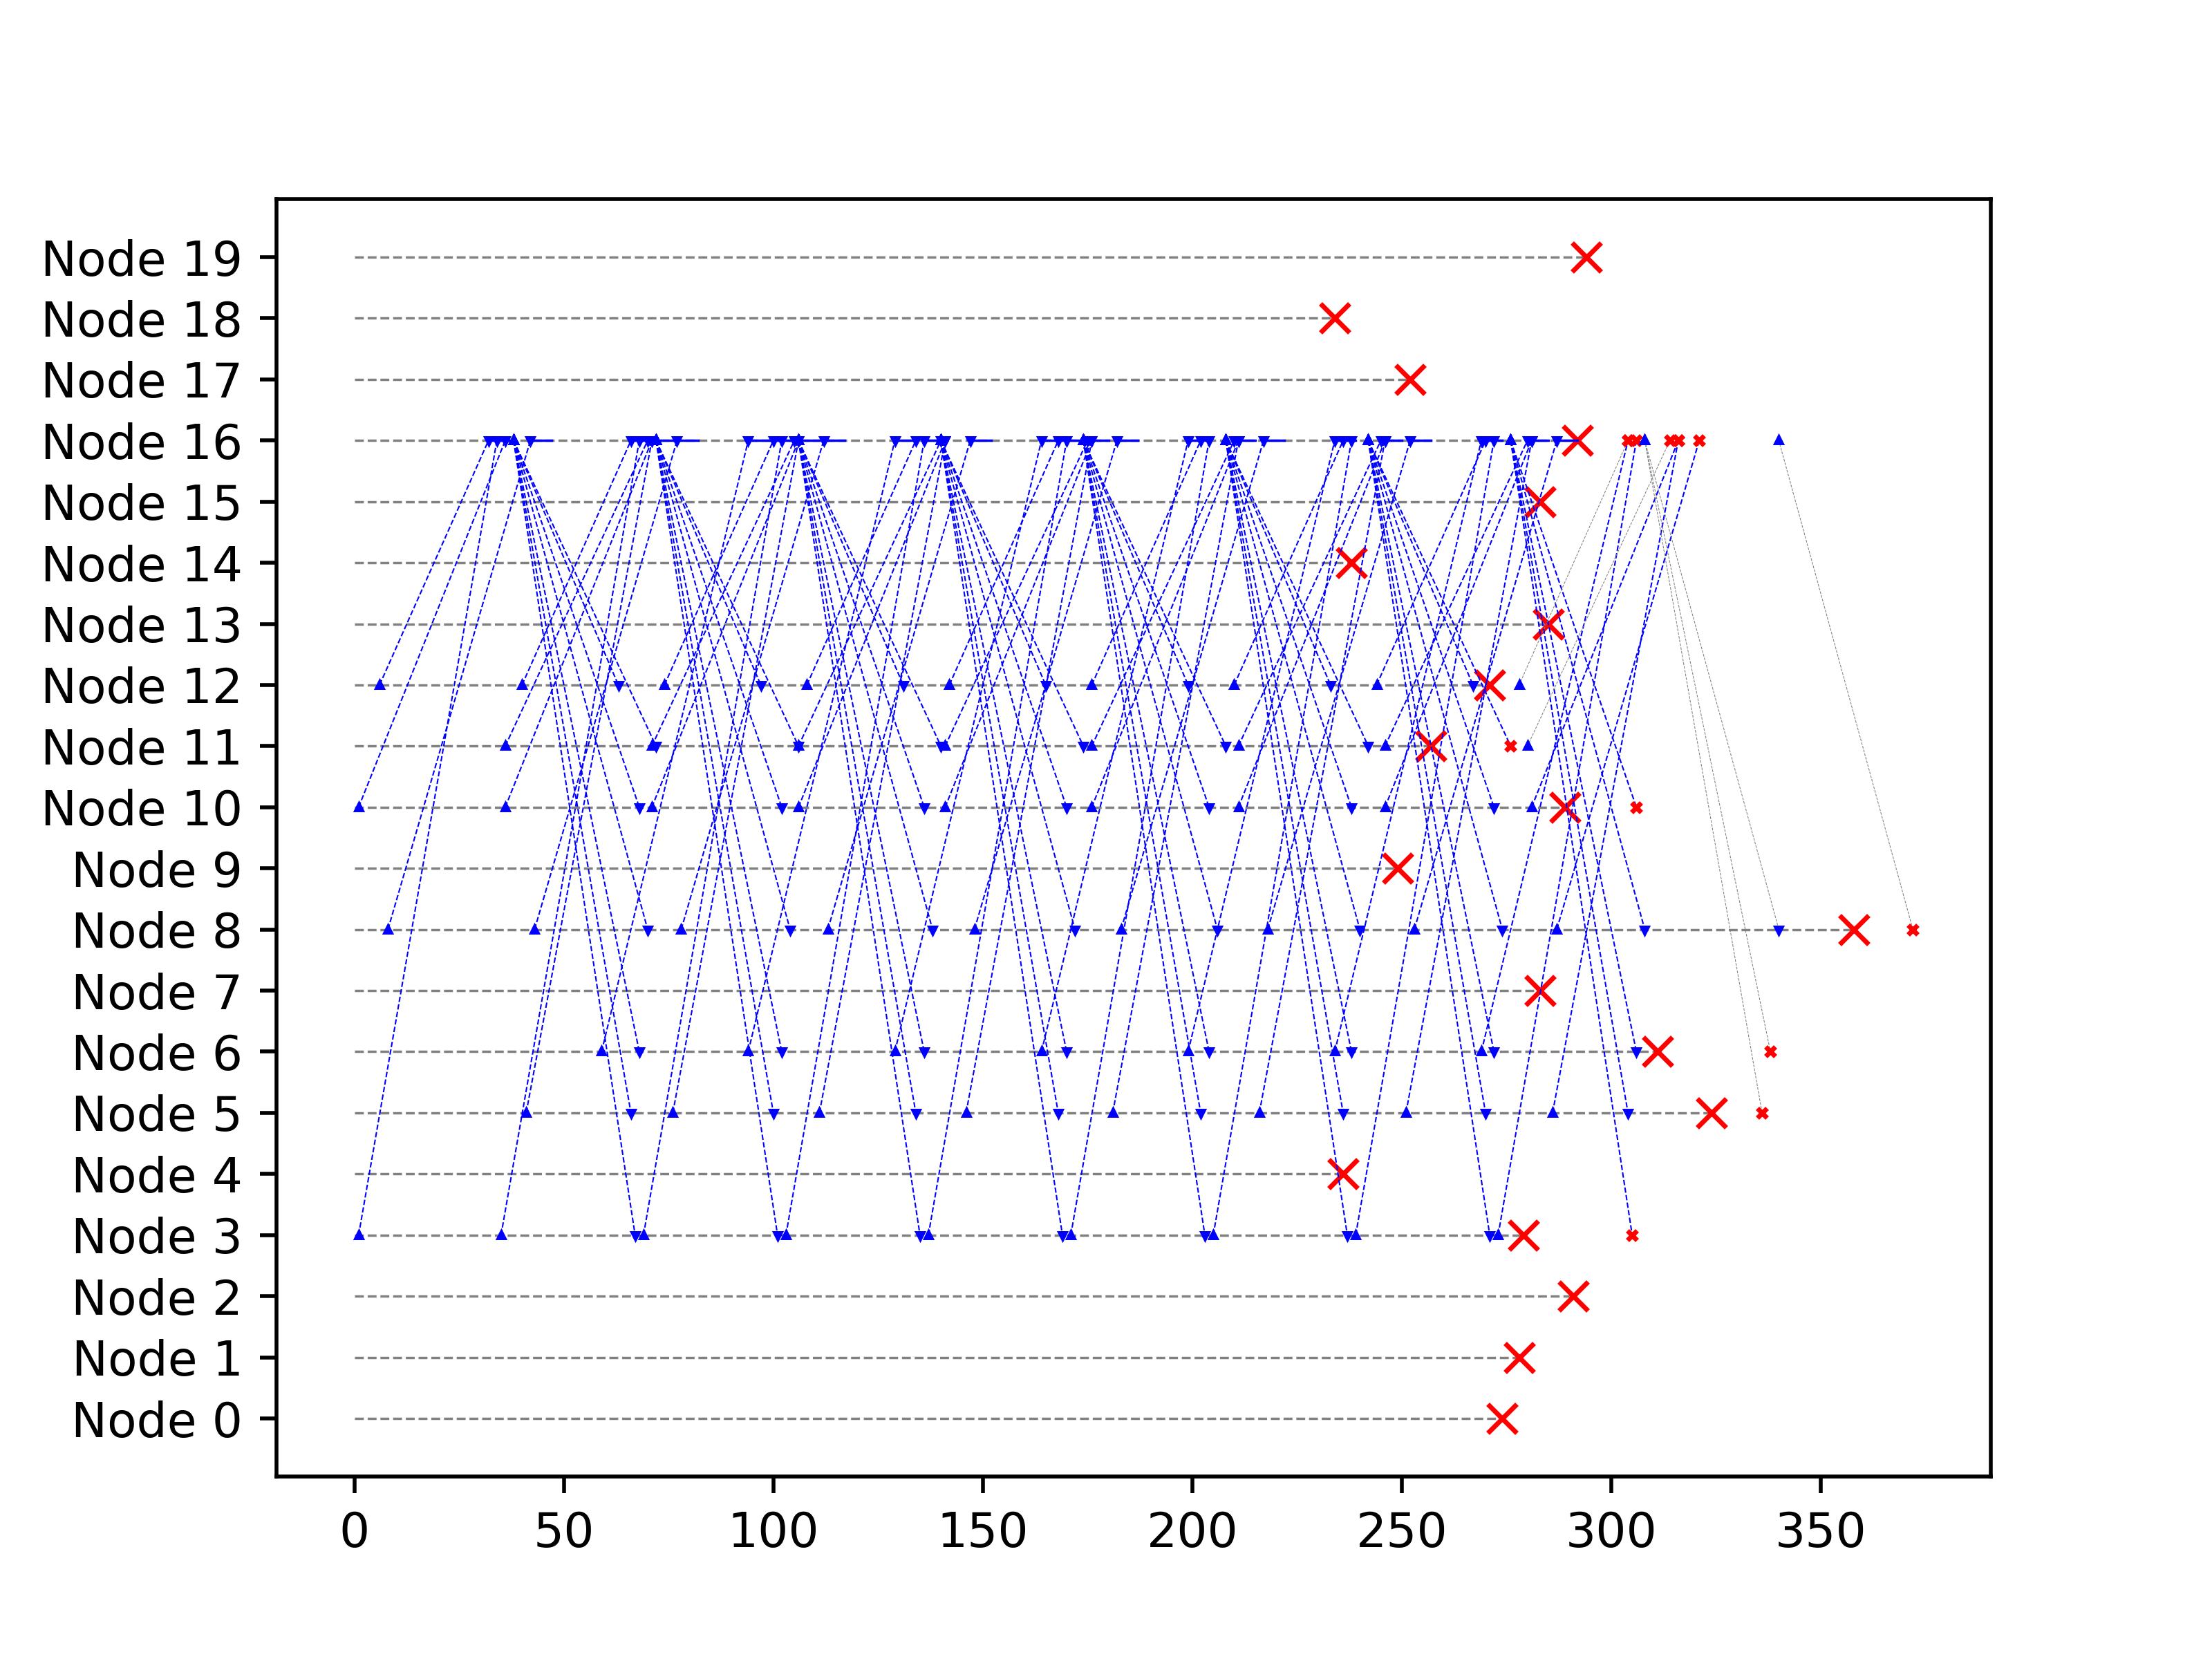 Node 19
Node 18
Node 17
Node 16
Node 15
Node 14
Node 13
Node 12
Node 11
Node 10
Node 9
Node 8
Node 7
Node 6
Node 5
Node 4
Node 3
Node 2
Node 1
Node 0
0 50 100 150 200 250 300 350